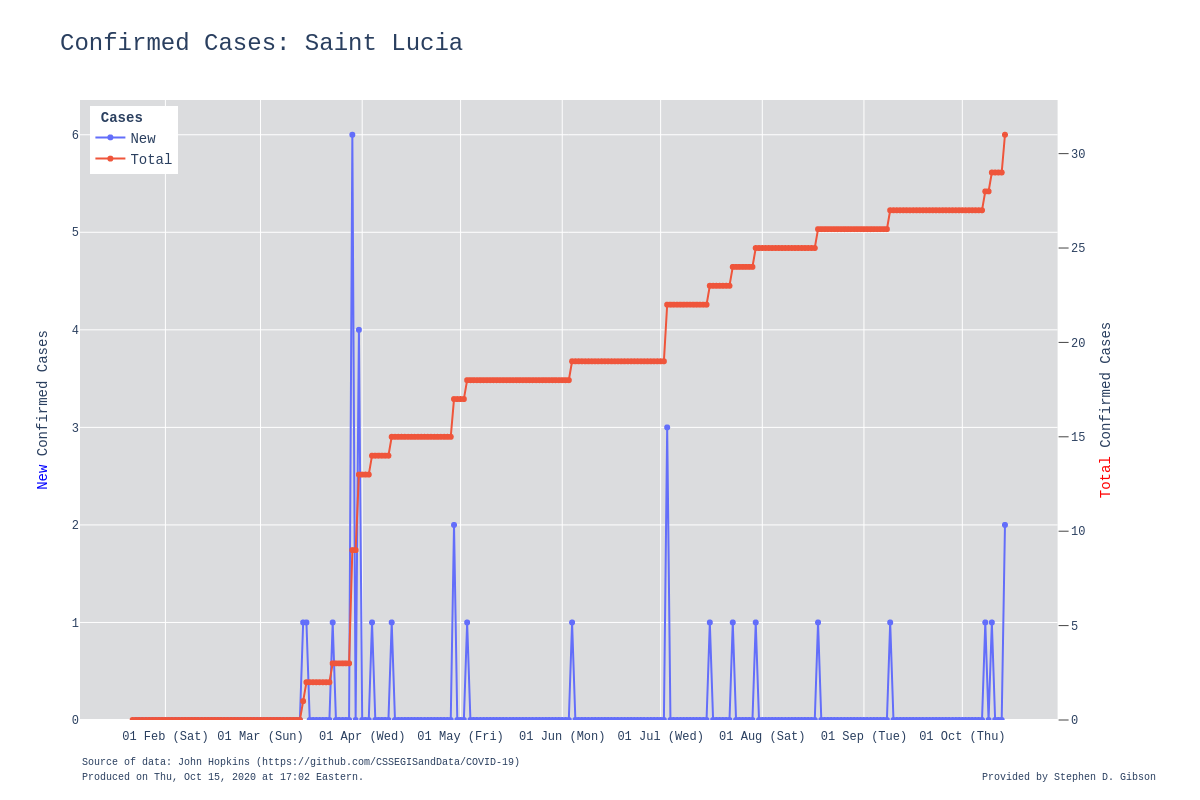 Confirmed Cases: Saint Lucia
Cases
New
Total
6
5
4
3
2
1
0
30
25
20
15
10
5
0
New Confirmed Cases
Total Confirmed Cases
01 Feb (Sat) 01 Mar (Sun) 01 Apr (Wed) 01 May (Fri) 01 Jun (Mon) 01 Jul (Wed) 01 Aug (Sat) 01 Sep (Tue) 01 Oct (Thu)
Source of data: John Hopkins (https://github.com/CSSEGISandData/COVID-19)
Produced on Thu, Oct 15, 2020 at 17:02 Eastern.
Provided by Stephen D. Gibson